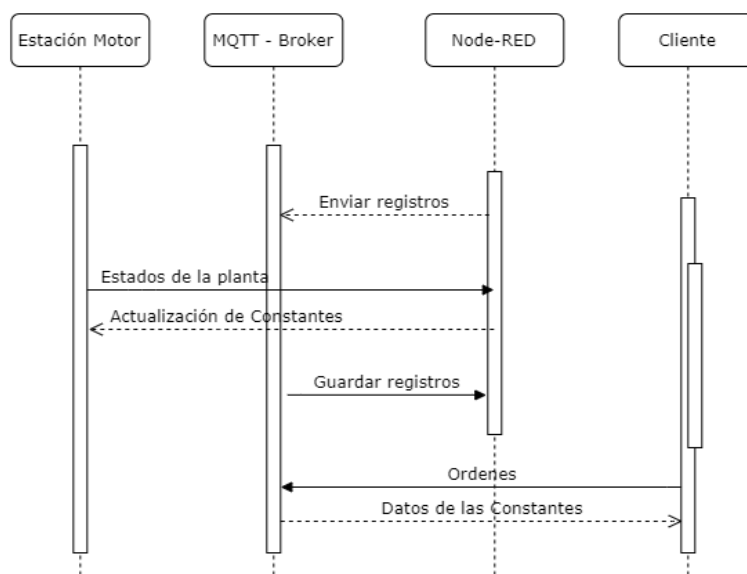 Estación Motor
MQTT - Broker
Node-RED
Cliente
Enviar registros
Estados de la planta
Actualización de Constantes
Guardar registros
Ordenes
Datos de las Constantes